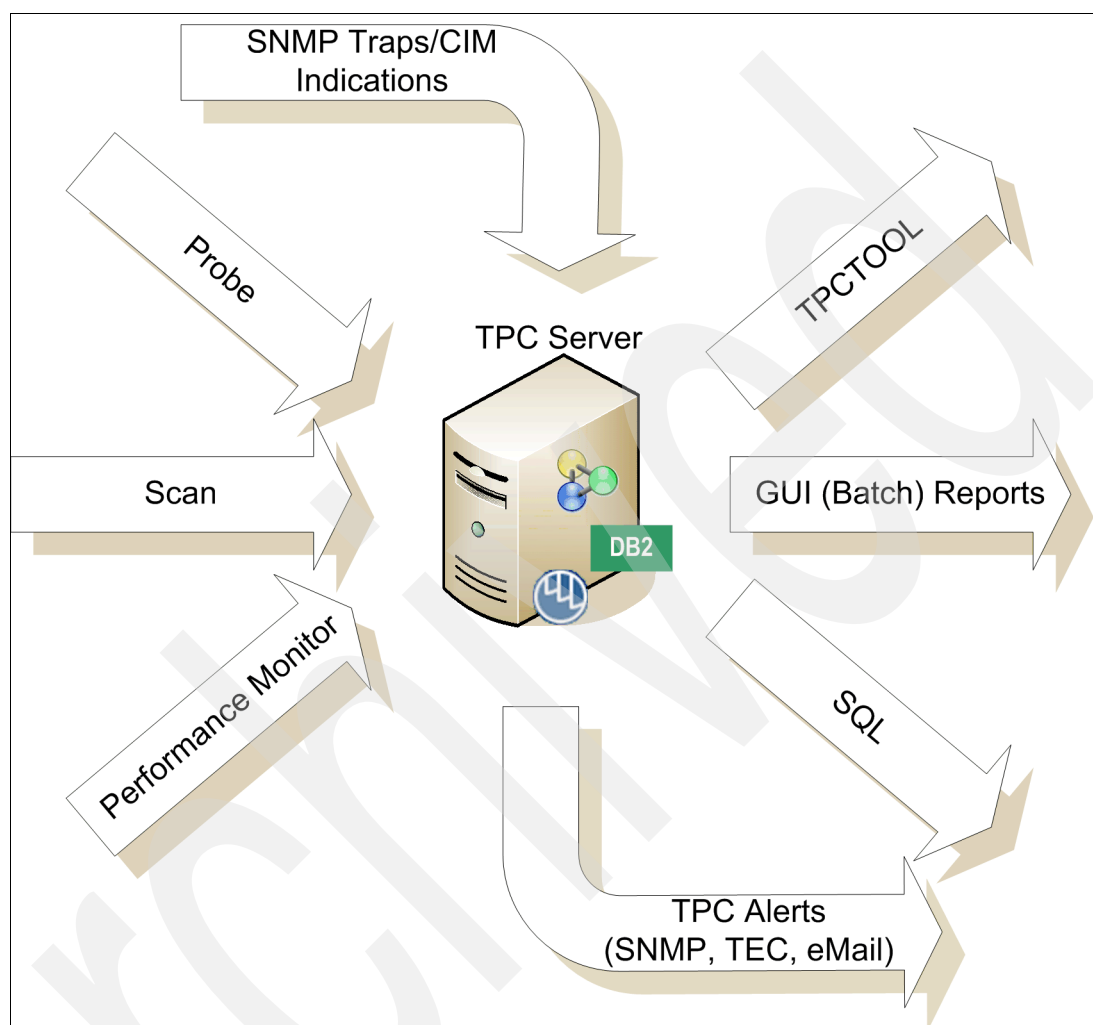 SNMP Traps/CIM
Indications
Probe
TPCTOOL
TPC Server
Scan
GUI (Batch) Reports
DB2
Performance Monitor
SQL
TPC Alerts
(SNMP, TEC, eMail)
rchived